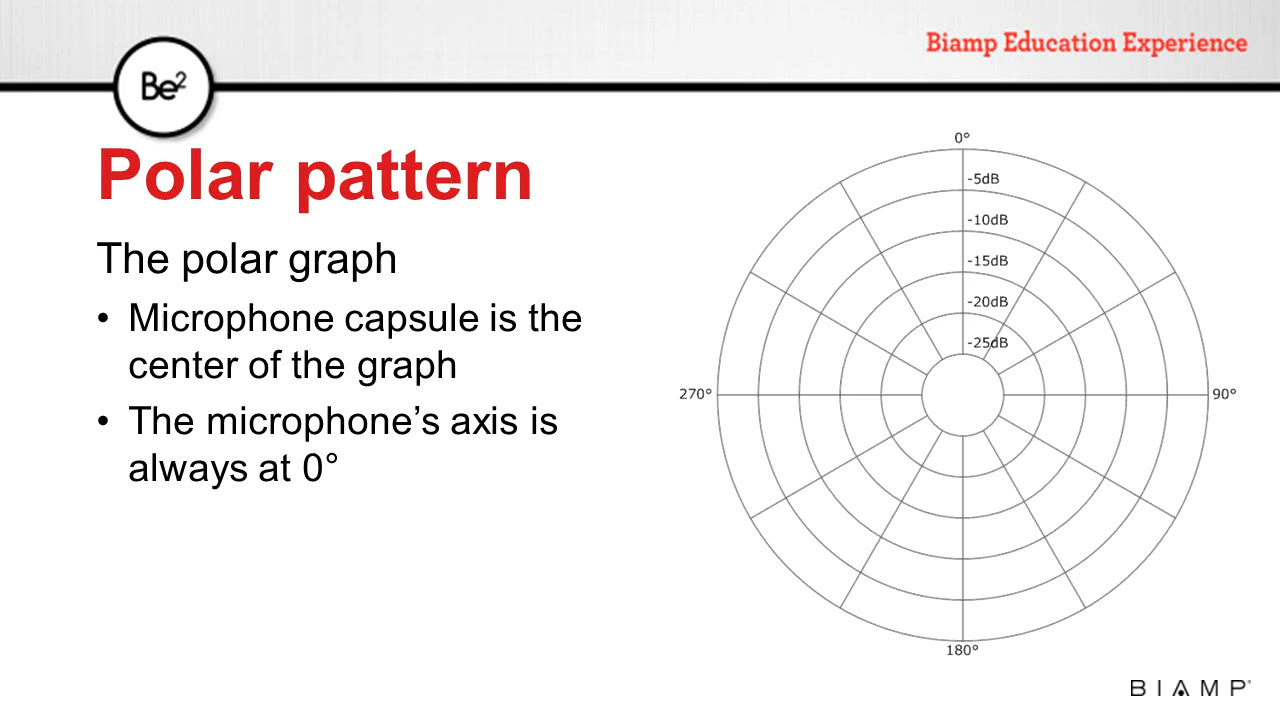 Biamp Education Experience
Be²
Polar pattern
The polar graph
• Microphone capsule is the
center of the graph
• The microphone’s axis is
always at 0°
0°
-5dB
-10dB
-15dB
-20dB
-25dB
270°
90°
180°
BIAMP®